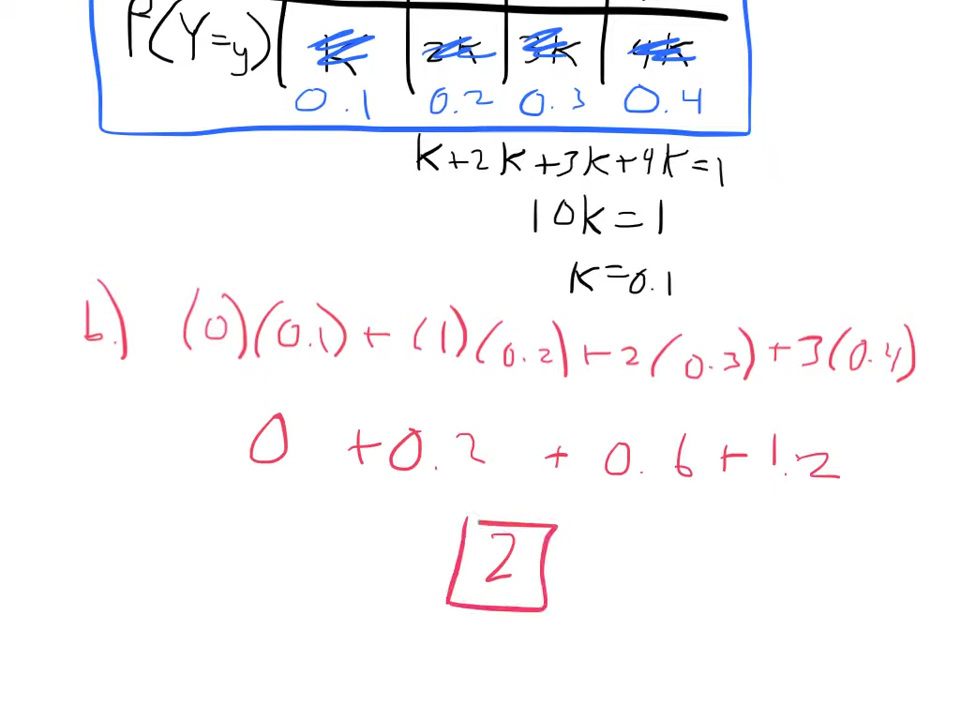 P(Y=y) K 2K 3K 4K
0.1 0.2 0.3 0.4
K+2K+3K+4K=1
10K=1
K=0.1
b.) (0)(0.1)+(1)(0.2)+2(0.3)+3(0.4)
0 +0.2 + 0.6+1.2
2